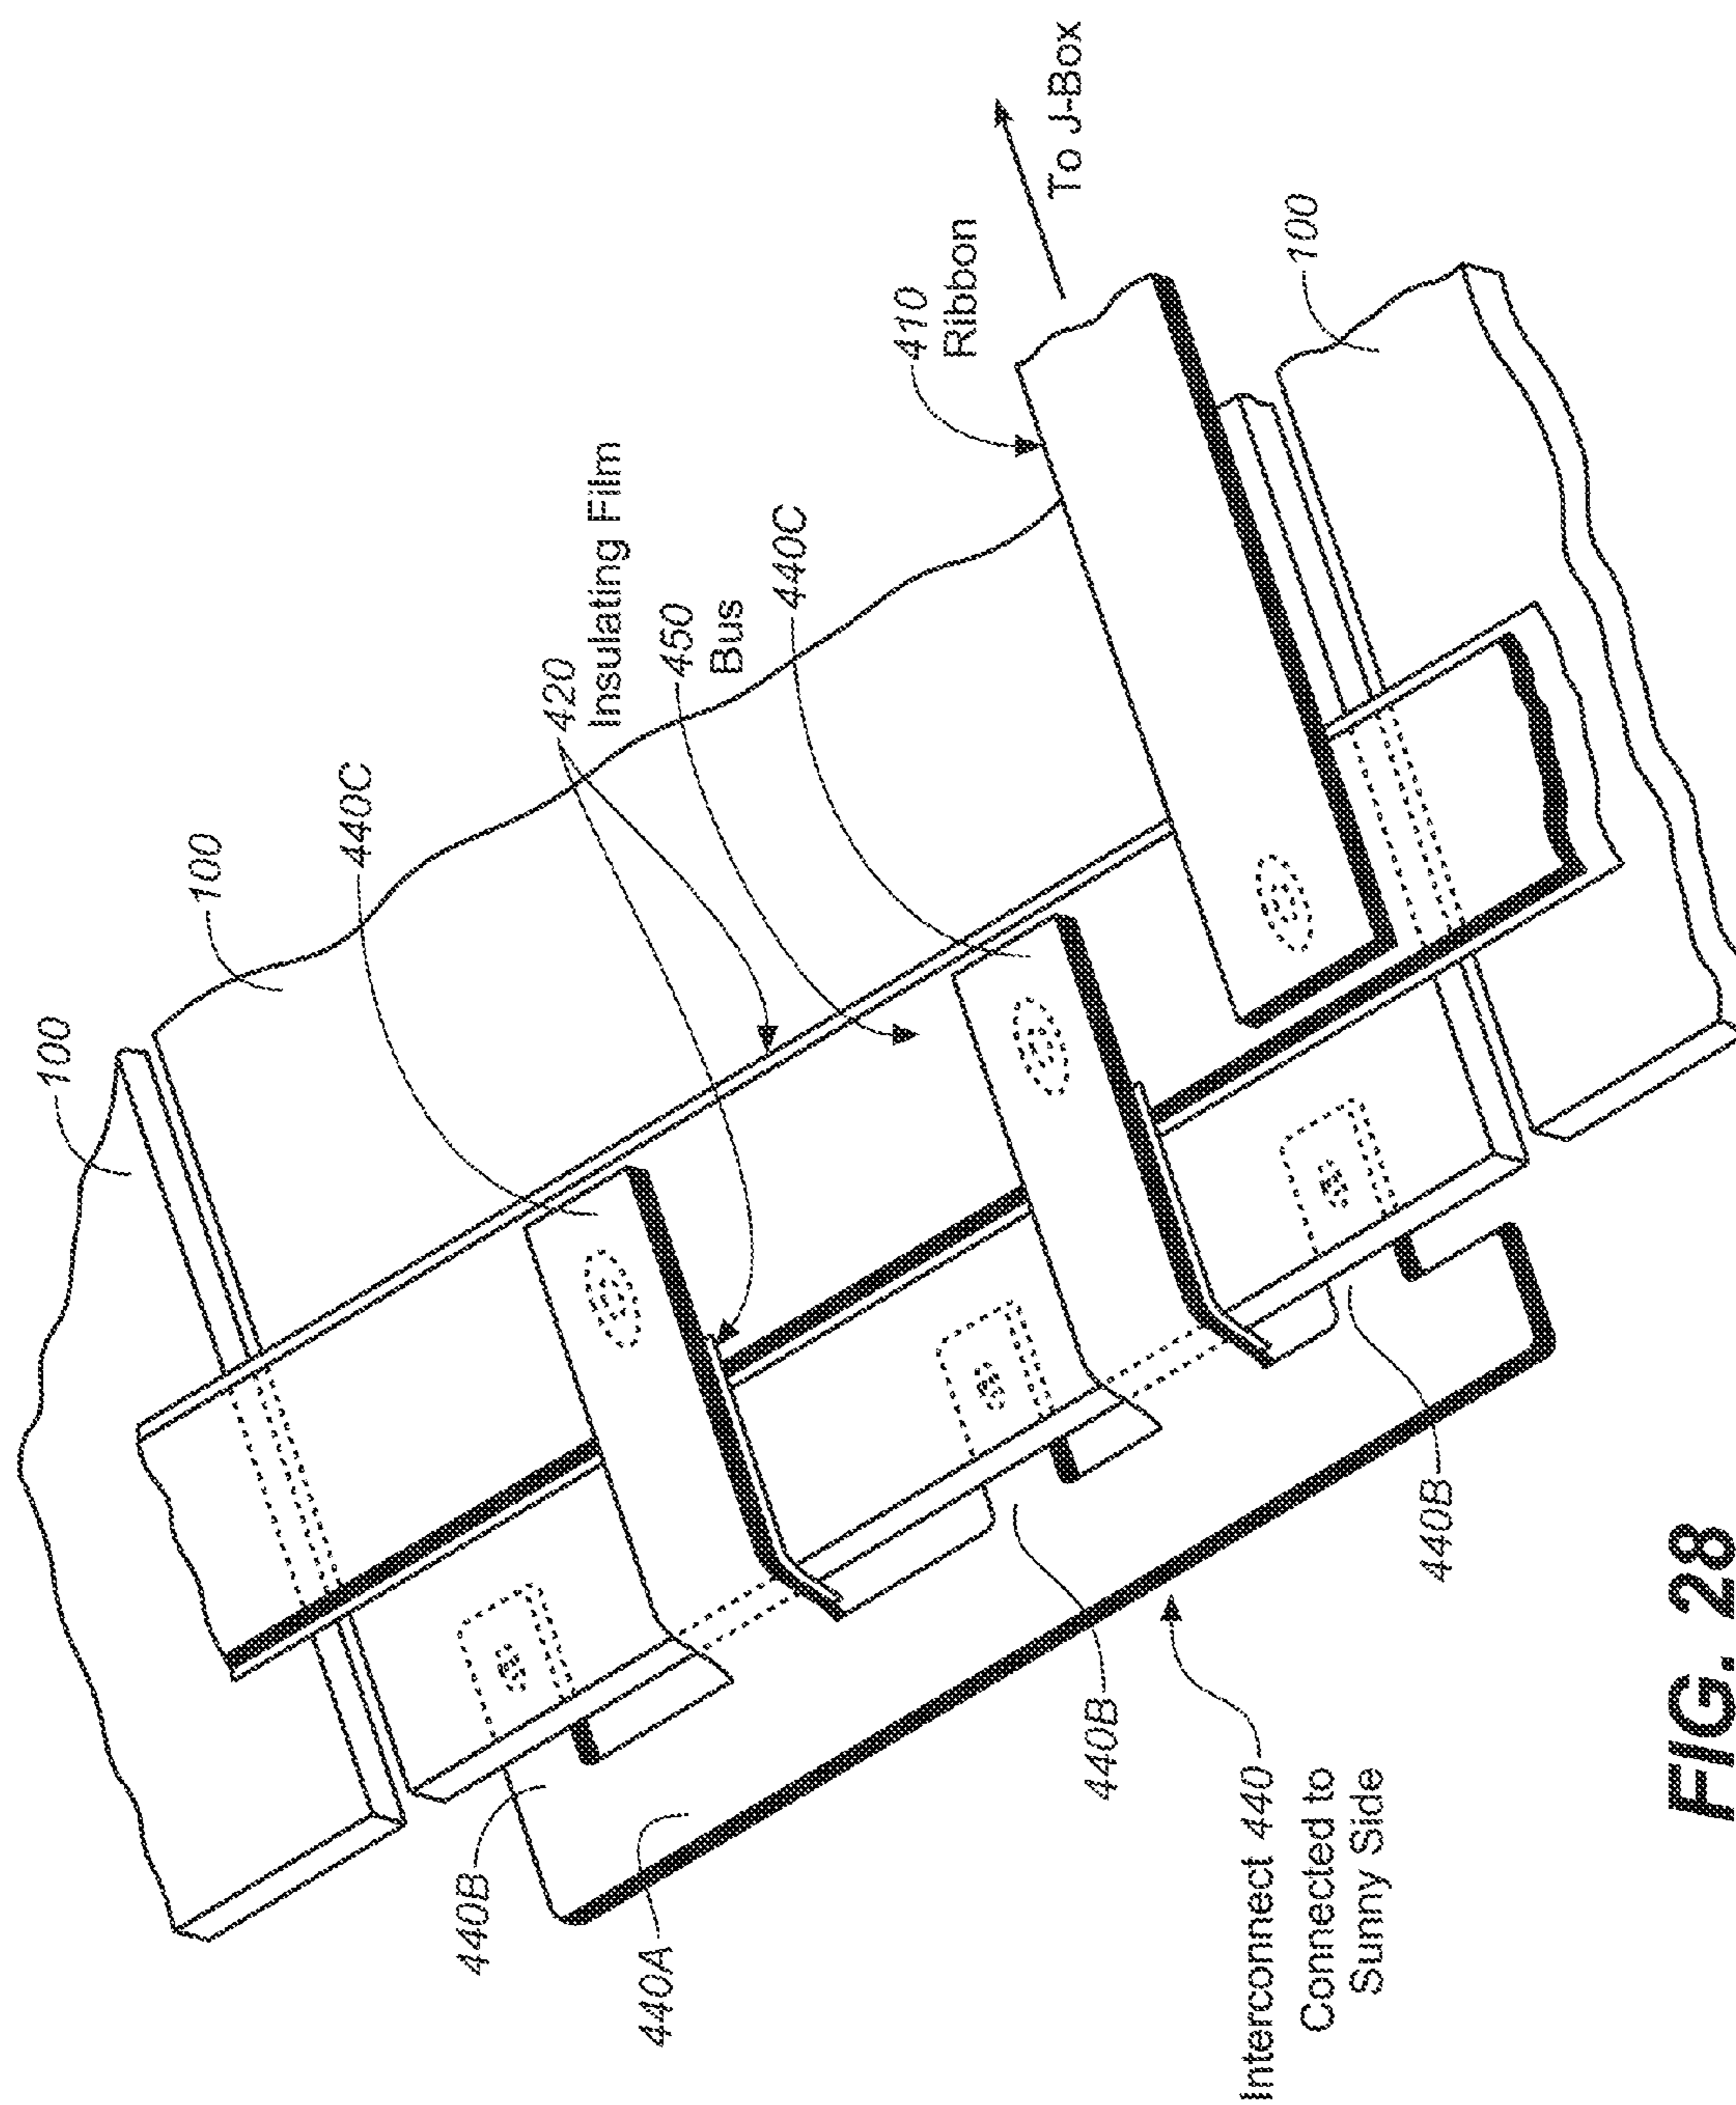 100
100
440C
420
Insulating Film
450
Bus
440C
410
Ribbon
To J-Box
100
440B
440A
440B
440B
Interconnect 440
Connected to
Sunny Side
FIG. 28